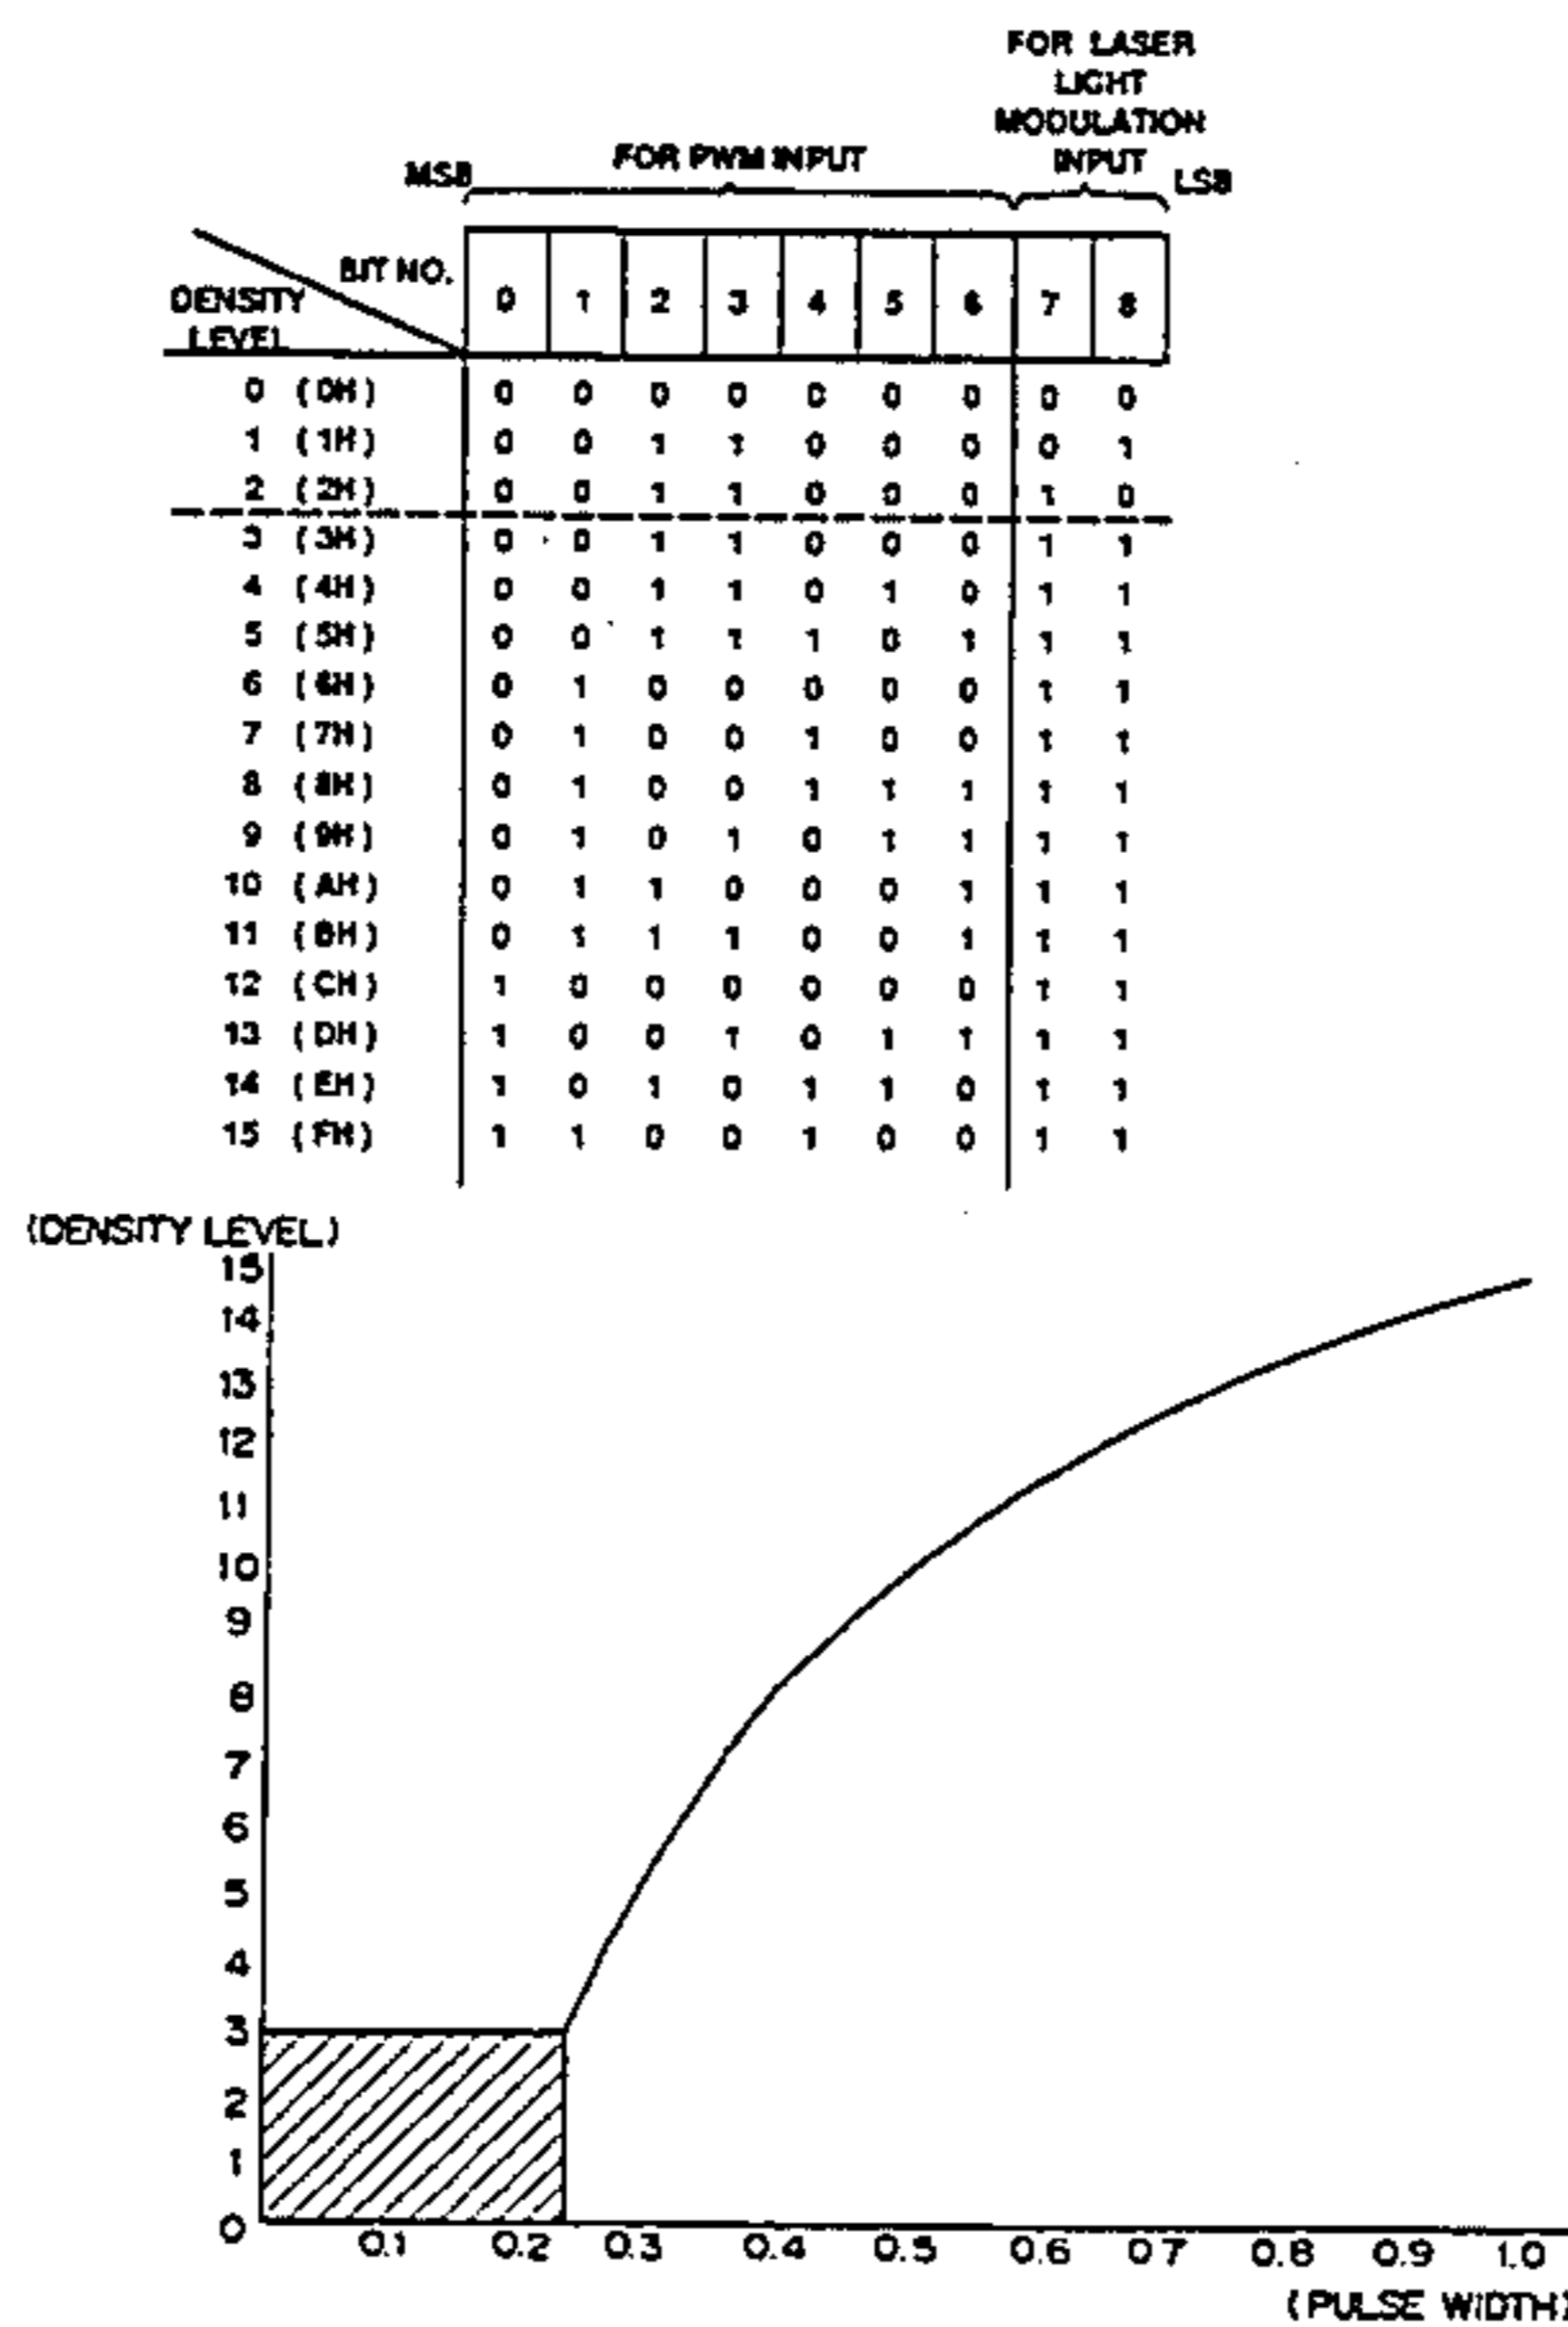 FOR LASER
LIGHT
MODULATION
INPUT
MSB FOR PWM INPUT LSB
BIT NO. 0 1 2 3 4 5 6 7 8
DENSITY
LEVEL
0 (0H) 0 0 0 0 0 0 0 0 0
1 (1H) 0 0 1 1 0 0 0 0 1
2 (2H) 0 0 1 1 0 0 0 1 0
3 (3H) 0 0 1 1 0 0 0 1 1
4 (4H) 0 0 1 1 0 1 0 1 1
5 (5H) 0 0 1 1 1 0 1 1 1
6 (6H) 0 1 0 0 0 0 0 1 1
7 (7H) 0 1 0 0 1 0 0 1 1
8 (8H) 0 1 0 0 1 1 1 1 1
9 (9H) 0 1 0 1 0 1 1 1 1
10 (AH) 0 1 1 0 0 0 1 1 1
11 (BH) 0 1 1 1 0 0 1 1 1
12 (CH) 1 0 0 0 0 0 0 1 1
13 (DH) 1 0 0 1 0 1 1 1 1
14 (EH) 1 0 1 0 1 1 0 1 1
15 (FH) 1 1 0 0 1 0 0 1 1
(DENSITY LEVEL)
15
14
13
12
11
10
9
8
7
6
5
4
3
2
1
0
0.1 0.2 0.3 0.4 0.5 0.6 0.7 0.8 0.9 1.0
(PULSE WIDTH)